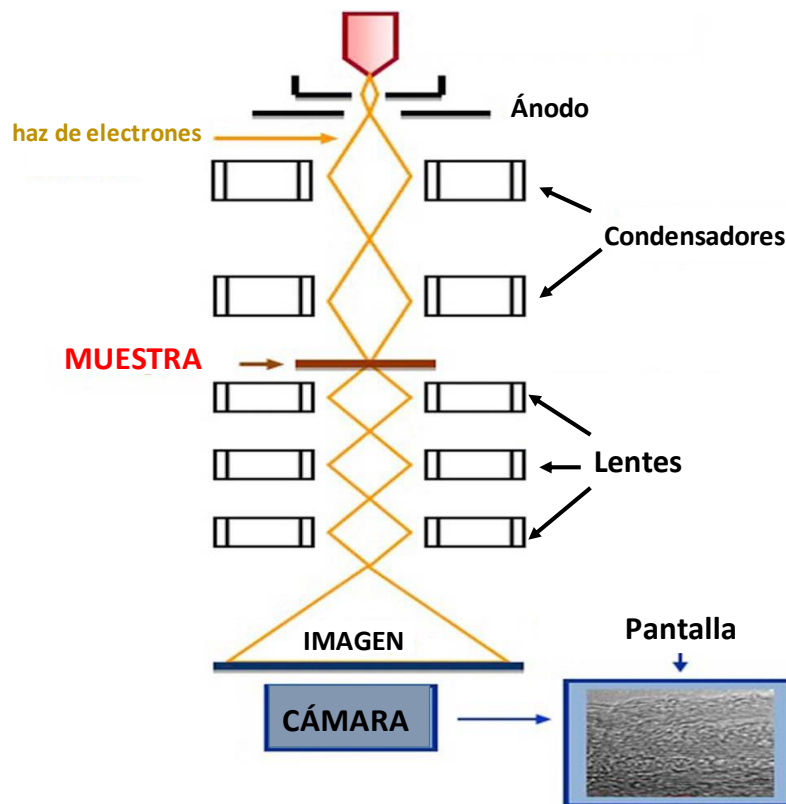 Ánodo
haz de electrones
Condensadores
MUESTRA
Lentes
IMAGEN
Pantalla
CÁMARA